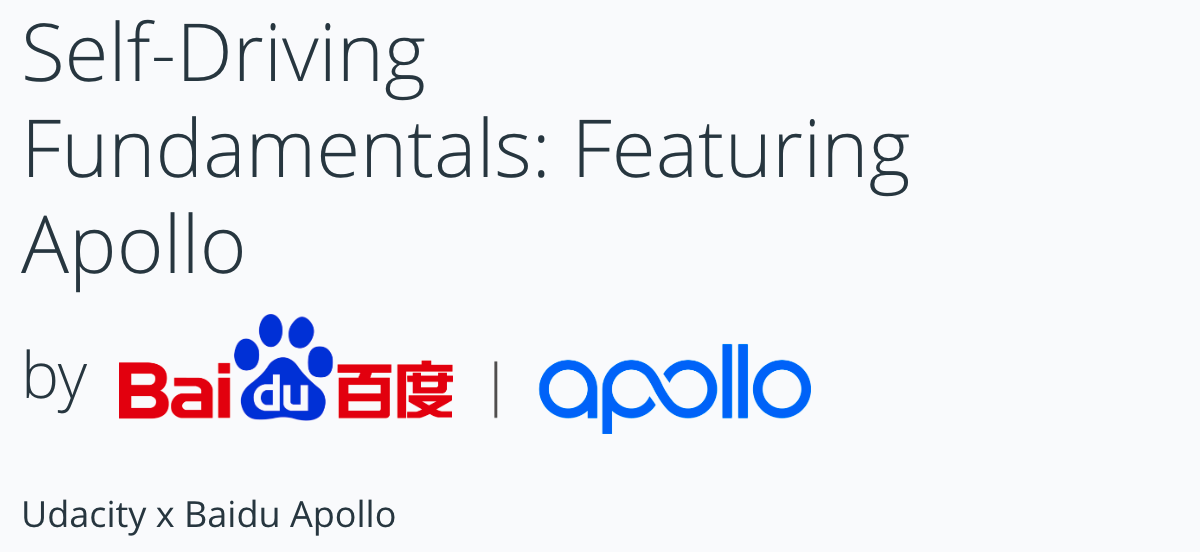 Self-Driving
Fundamentals: Featuring
Apollo
by Baidu百度 | apollo
Udacity x Baidu Apollo